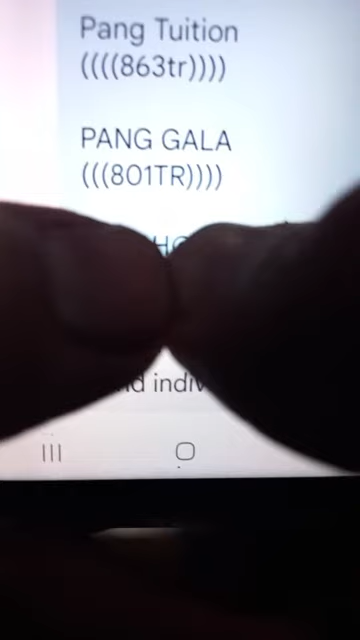 Pang Tuition
((((863tr))))
PANG GALA
(((801TR))))